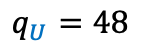 q_U = 48